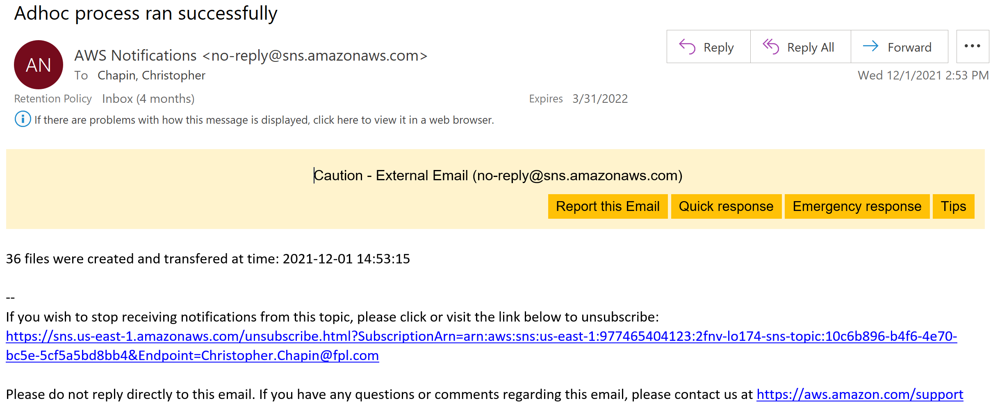 Adhoc process ran successfully
AN
AWS Notifications <no-reply@sns.amazonaws.com>
Reply
Reply All
Forward
To Chapin, Christopher
Wed 12/1/2021 2:53 PM
Retention Policy Inbox (4 months)
Expires 3/31/2022
If there are problems with how this message is displayed, click here to view it in a web browser.
Caution - External Email (no-reply@sns.amazonaws.com)
Report this Email
Quick response
Emergency response
Tips
36 files were created and transfered at time: 2021-12-01 14:53:15
--
If you wish to stop receiving notifications from this topic, please click or visit the link below to unsubscribe:
https://sns.us-east-1.amazonaws.com/unsubscribe.html?SubscriptionArn=arn:aws:sns:us-east-1:977465404123:2fnv-lo174-sns-topic:10c6b896-b4f6-4e70-
bc5e-5cf5a5bd8bb4&Endpoint=Christopher.Chapin@fpl.com
Please do not reply directly to this email. If you have any questions or comments regarding this email, please contact us at https://aws.amazon.com/support